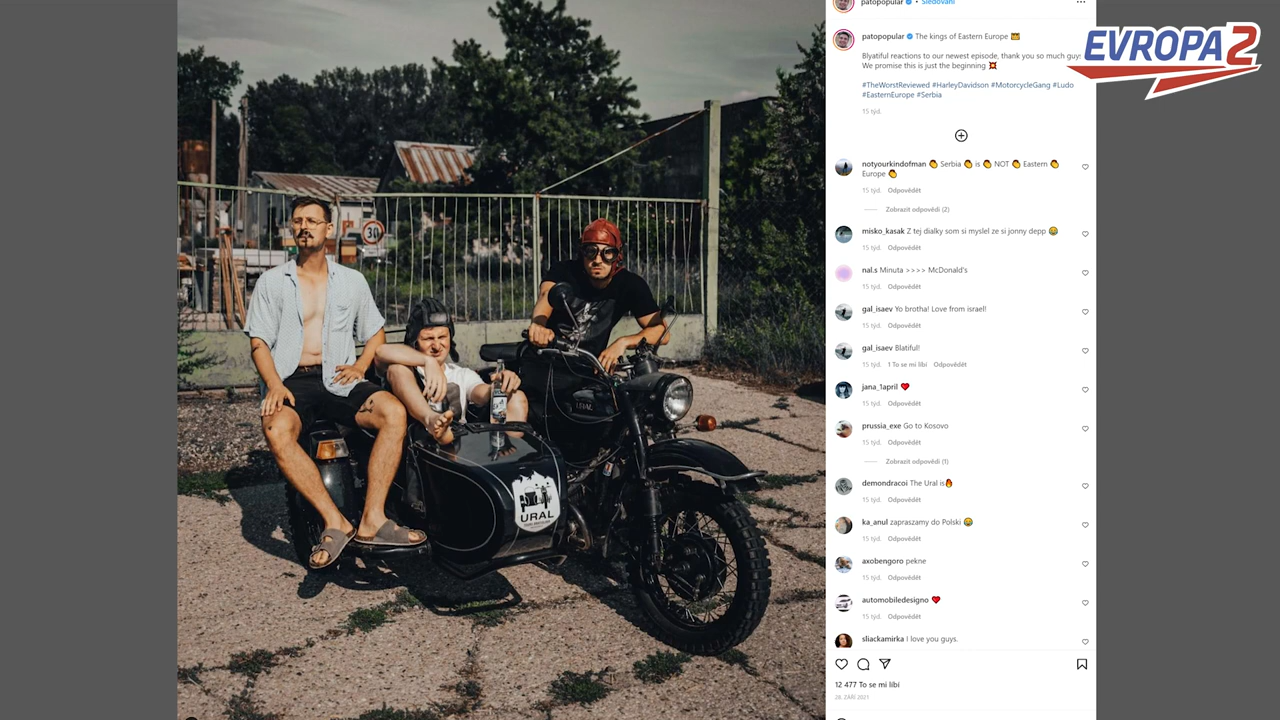 patopopular • Sledování
EVROPA 2
patopopular The kings of Eastern Europe
Blyatiful reactions to our newest episode, thank you so much guys
We promise this is just the beginning
#TheWorstReviewed #HarleyDavidson #MotorcycleGang #Ludo
#EasternEurope #Serbia
15 týd.
notyourkindofman 👏 Serbia 👏 is 👏 NOT 👏 Eastern 👏
Europe 👏
15 týd. Odpovědět
Zobrazit odpovědi (2)
misko_kasak Z tej dialky som si myslel ze si jonny depp 😂
15 týd. Odpovědět
nal.s Minuta >>>> McDonald's
15 týd. Odpovědět
gal_isaev Yo brotha! Love from israel!
15 týd. Odpovědět
gal_isaev Blatiful!
15 týd. 1 To se mi líbí Odpovědět
jana_1april ❤
15 týd. Odpovědět
prussia_exe Go to Kosovo
15 týd. Odpovědět
Zobrazit odpovědi (1)
demondracoi The Ural is🔥
15 týd. Odpovědět
ka_anul zapraszamy do Polski 😂
15 týd. Odpovědět
axobengoro pekne
15 týd. Odpovědět
automobiledesigno ❤
15 týd. Odpovědět
sliackamirka I love you guys.
12 477 To se mi líbí
28. ZÁŘÍ 2021
30
URAL
URAL